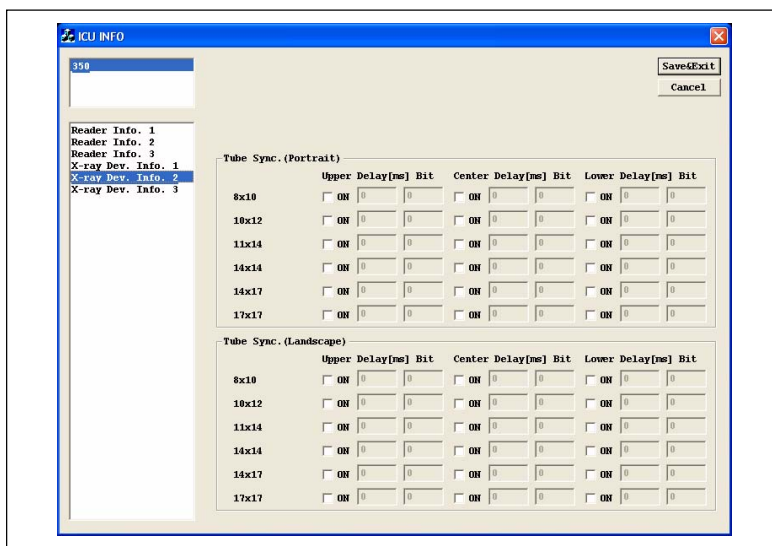 ICU INFO
350
Save&Exit
Cancel
Reader Info. 1
Reader Info. 2
Reader Info. 3
X-ray Dev. Info. 1
X-ray Dev. Info. 2
X-ray Dev. Info. 3
Tube Sync.(Portrait)
Upper Delay[ms] Bit Center Delay[ms] Bit Lower Delay[ms] Bit
8x10 ON 0 0 ON 0 0 ON 0 0
10x12 ON 0 0 ON 0 0 ON 0 0
11x14 ON 0 0 ON 0 0 ON 0 0
14x14 ON 0 0 ON 0 0 ON 0 0
14x17 ON 0 0 ON 0 0 ON 0 0
17x17 ON 0 0 ON 0 0 ON 0 0
Tube Sync.(Landscape)
Upper Delay[ms] Bit Center Delay[ms] Bit Lower Delay[ms] Bit
8x10 ON 0 0 ON 0 0 ON 0 0
10x12 ON 0 0 ON 0 0 ON 0 0
11x14 ON 0 0 ON 0 0 ON 0 0
14x14 ON 0 0 ON 0 0 ON 0 0
14x17 ON 0 0 ON 0 0 ON 0 0
17x17 ON 0 0 ON 0 0 ON 0 0